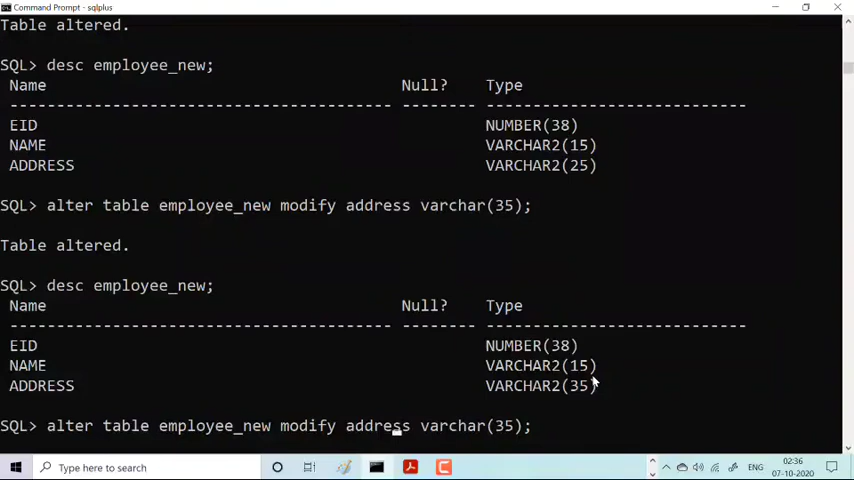 Command Prompt - sqlplus
Table altered.
SQL> desc employee_new;
Name Null? Type
----------------------------------------- -------- ----------------------------
EID NUMBER(38)
NAME VARCHAR2(15)
ADDRESS VARCHAR2(25)
SQL> alter table employee_new modify address varchar(35);
Table altered.
SQL> desc employee_new;
Name Null? Type
----------------------------------------- -------- ----------------------------
EID NUMBER(38)
NAME VARCHAR2(15)
ADDRESS VARCHAR2(35)
SQL> alter table employee_new modify address varchar(35);
Type here to search
ENG
02:36
07-10-2020